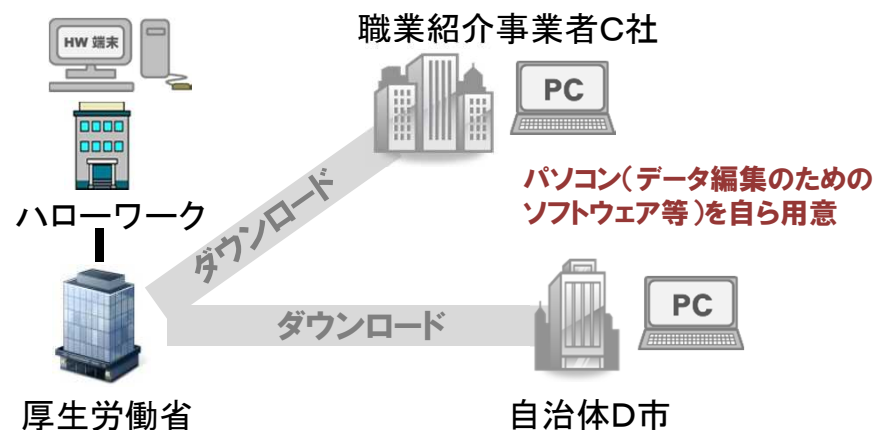 職業紹介事業者C社
HW 端末
PC
ハローワーク
ダウンロード
パソコン(データ編集のための
ソフトウェア等)を自ら用意
ダウンロード
PC
厚生労働省
自治体D市